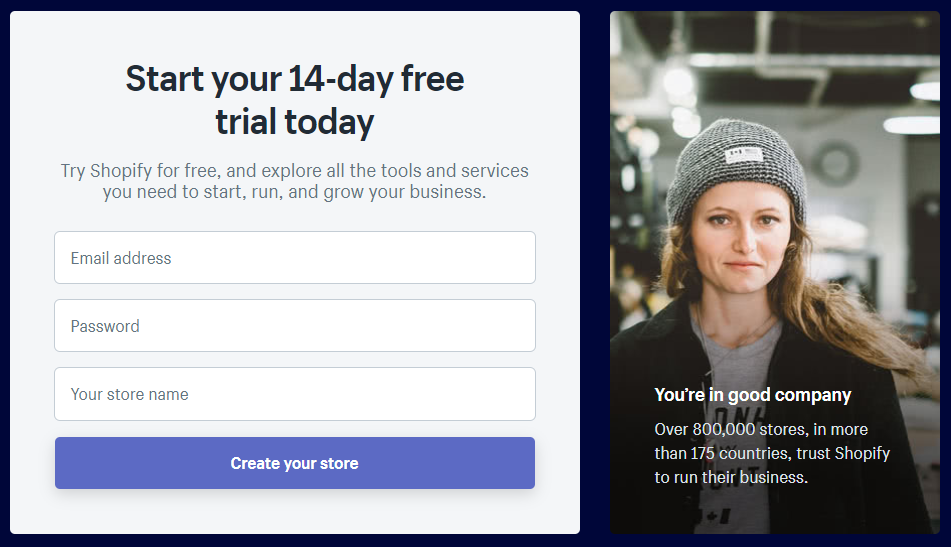 Start your 14-day free
trial today
Try Shopify for free, and explore all the tools and services
you need to start, run, and grow your business.
Email address
Password
Your store name
Create your store
You're in good company
Over 800,000 stores, in more
than 175 countries, trust Shopify
to run their business.